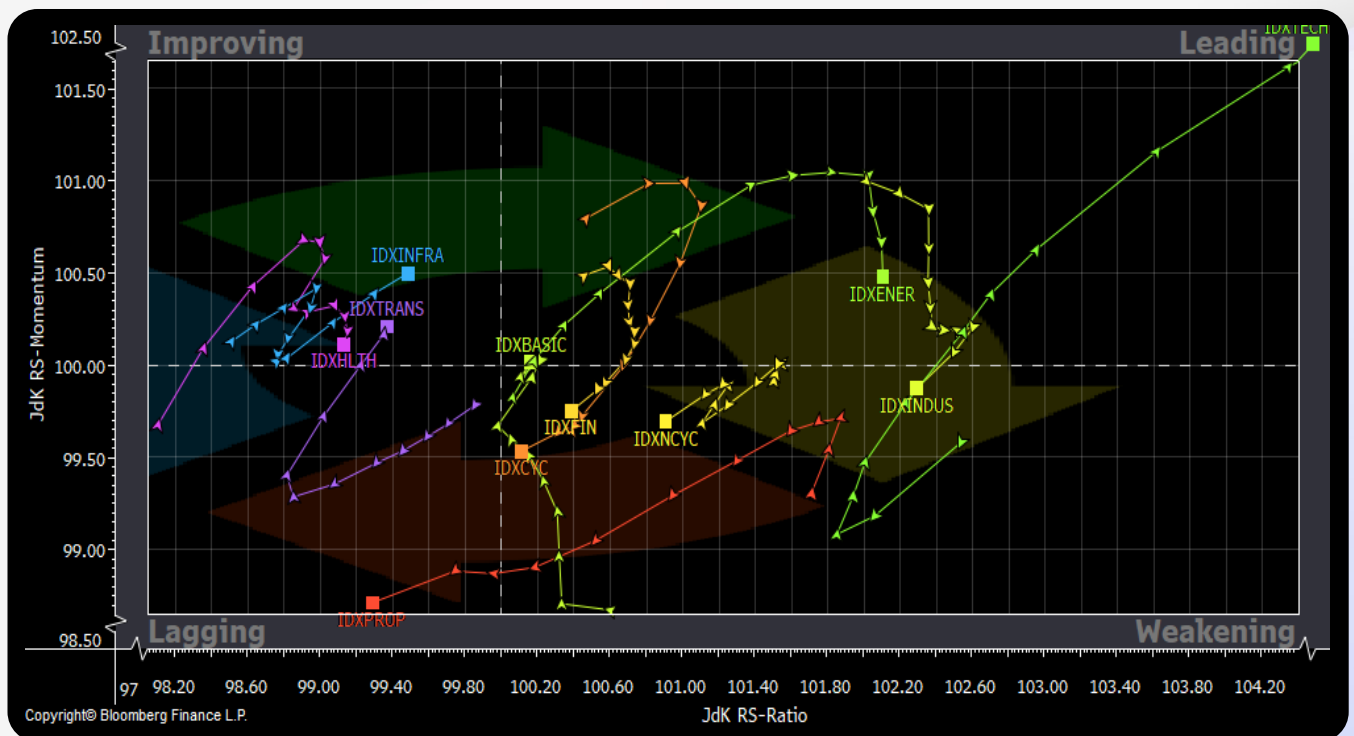 102.50
Improving
Leading
IDXTECH
101.50
101.00
100.50
100.00
99.50
99.00
98.50
JdK RS-Momentum
IDXINFRA
IDXTRANS
IDXHLTH
IDXBASIC
IDXENER
IDXFIN
IDXNCYC
IDXINDUS
IDXCYC
IDXPROP
Lagging
Weakening
97 98.20 98.60 99.00 99.40 99.80 100.20 100.60 101.00 101.40 101.80 102.20 102.60 103.00 103.40 103.80 104.20
JdK RS-Ratio
Copyright© Bloomberg Finance L.P.